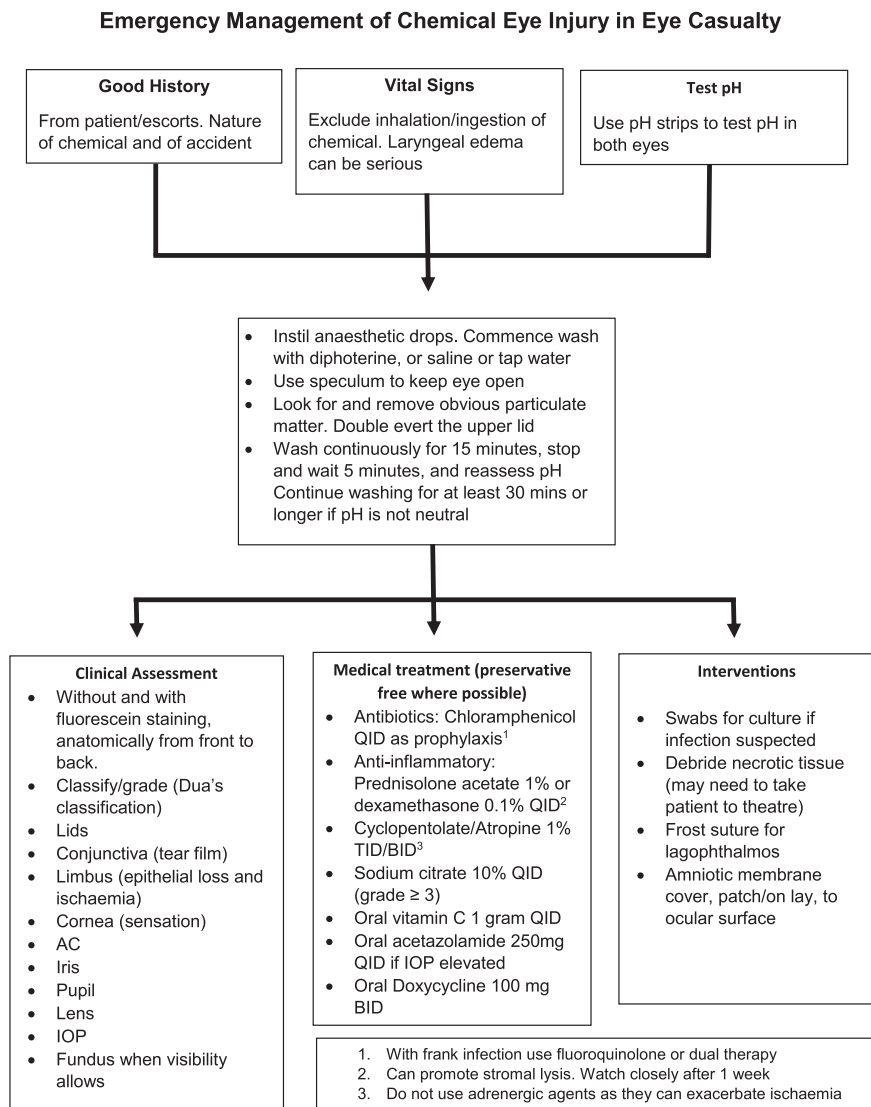 Emergency Management of Chemical Eye Injury in Eye Casualty
Good History
From patient/escorts. Nature
of chemical and of accident
Vital Signs
Exclude inhalation/ingestion of
chemical. Laryngeal edema
can be serious
Test pH
Use pH strips to test pH in
both eyes
• Instil anaesthetic drops. Commence wash
with diphoterine, or saline or tap water
• Use speculum to keep eye open
• Look for and remove obvious particulate
matter. Double evert the upper lid
• Wash continuously for 15 minutes, stop
and wait 5 minutes, and reassess pH
Continue washing for at least 30 mins or
longer if pH is not neutral
Clinical Assessment
• Without and with
fluorescein staining,
anatomically from front to
back.
• Classify/grade (Dua's
classification)
• Lids
• Conjunctiva (tear film)
• Limbus (epithelial loss and
ischaemia)
• Cornea (sensation)
• AC
• Iris
• Pupil
• Lens
• IOP
• Fundus when visibility
allows
Medical treatment (preservative
free where possible)
• Antibiotics: Chloramphenicol
QID as prophylaxis¹
• Anti-inflammatory:
Prednisolone acetate 1% or
dexamethasone 0.1% QID²
• Cyclopentolate/Atropine 1%
TID/BID³
• Sodium citrate 10% QID
(grade ≥ 3)
• Oral vitamin C 1 gram QID
• Oral acetazolamide 250mg
QID if IOP elevated
• Oral Doxycycline 100 mg
BID
Interventions
• Swabs for culture if
infection suspected
• Debride necrotic tissue
(may need to take
patient to theatre)
• Frost suture for
lagophthalmos
• Amniotic membrane
cover, patch/on lay, to
ocular surface
1. With frank infection use fluoroquinolone or dual therapy
2. Can promote stromal lysis. Watch closely after 1 week
3. Do not use adrenergic agents as they can exacerbate ischaemia